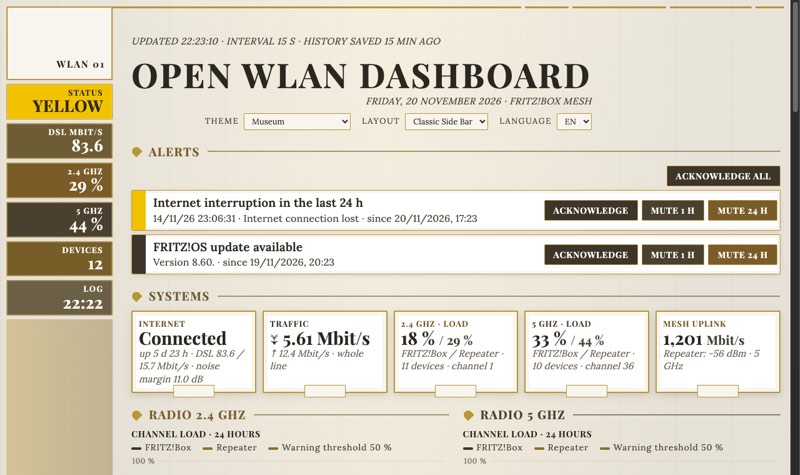 WLAN 01
STATUS
YELLOW
DSL MBIT/S
83.6
2.4 GHZ
29 %
5 GHZ
44 %
DEVICES
12
LOG
22:22
UPDATED 22:23:10 · INTERVAL 15 S · HISTORY SAVED 15 MIN AGO
OPEN WLAN DASHBOARD
FRIDAY, 20 NOVEMBER 2026 · FRITZ!BOX MESH
THEME Museum LAYOUT Classic Side Bar LANGUAGE EN
ALERTS
ACKNOWLEDGE ALL
Internet interruption in the last 24 h
14/11/26 23:06:31 · Internet connection lost · since 20/11/2026, 17:23
ACKNOWLEDGE MUTE 1 H MUTE 24 H
FRITZ!OS update available
Version 8.60. · since 19/11/2026, 20:23
ACKNOWLEDGE MUTE 1 H MUTE 24 H
SYSTEMS
INTERNET
Connected
up 5 d 23 h · DSL 83.6 /
15.7 Mbit/s · noise
margin 11.0 dB
TRAFFIC
↓ 5.61 Mbit/s
↑ 12.4 Mbit/s · whole
line
2.4 GHZ · LOAD
18 % / 29 %
FRITZ!Box / Repeater ·
11 devices · channel 1
5 GHZ · LOAD
33 % / 44 %
FRITZ!Box / Repeater ·
10 devices · channel 36
MESH UPLINK
1,201 Mbit/s
Repeater: -56 dBm · 5
GHz
RADIO 2.4 GHZ
CHANNEL LOAD · 24 HOURS
FRITZ!Box Repeater Warning threshold 50 %
100 %
RADIO 5 GHZ
CHANNEL LOAD · 24 HOURS
FRITZ!Box Repeater Warning threshold 50 %
100 %